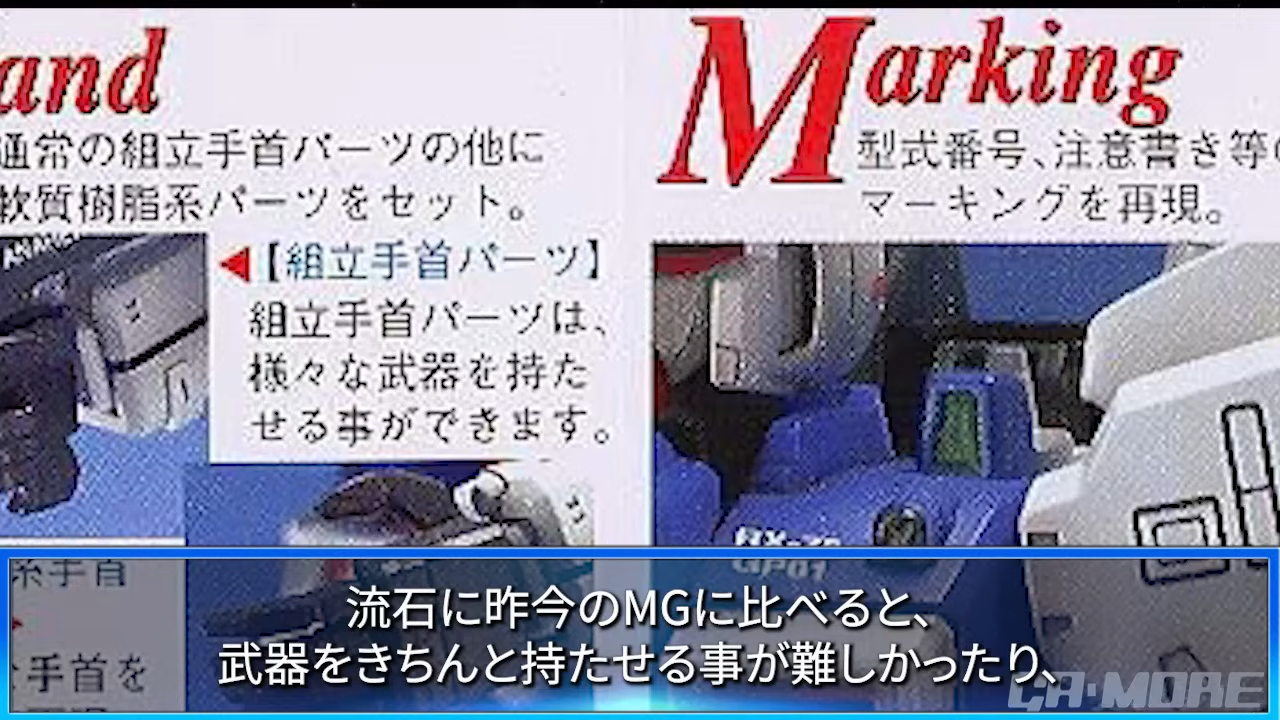 and
通常の組立手首パーツの他に
軟質樹脂系パーツをセット。
【組立手首パーツ】
組立手首パーツは、
様々な武器を持た
せる事ができます。
Marking
型式番号、注意書き等の
マーキングを再現。
GP01
系手首
手首を
流石に昨今のMGに比べると、
武器をきちんと持たせる事が難しかったり、
GA・MORE